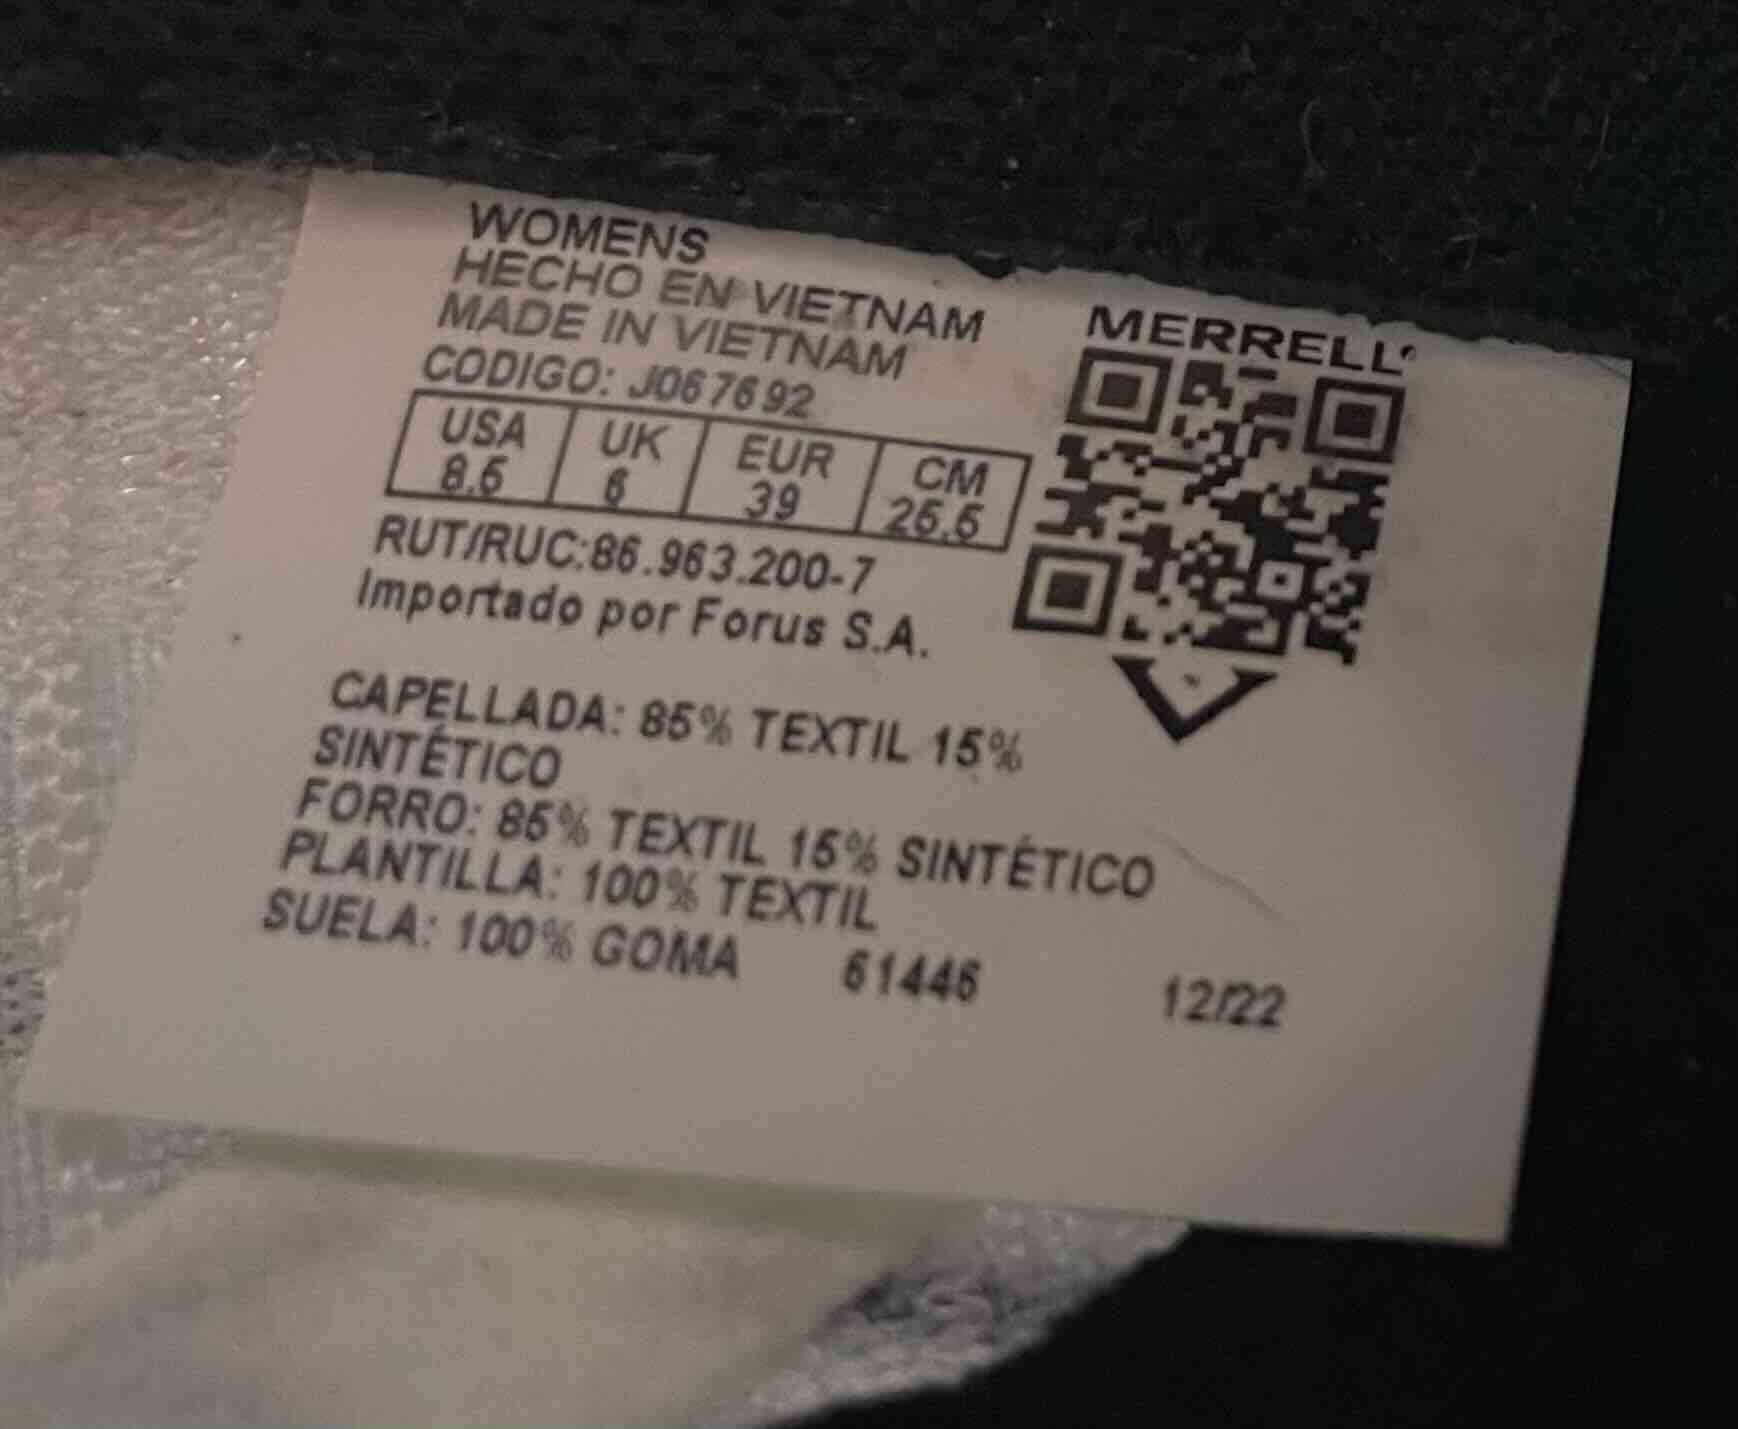 WOMENS
HECHO EN VIETNAM
MADE IN VIETNAM
CODIGO: J067692
MERRELL
USA UK EUR CM
8.5 6 39 25.5
RUT/RUC:86.963.200-7
Importado por Forus S.A.
CAPELLADA: 85% TEXTIL 15%
SINTÉTICO
FORRO: 85% TEXTIL 15% SINTÉTICO
PLANTILLA: 100% TEXTIL
SUELA: 100% GOMA 61446 12/22